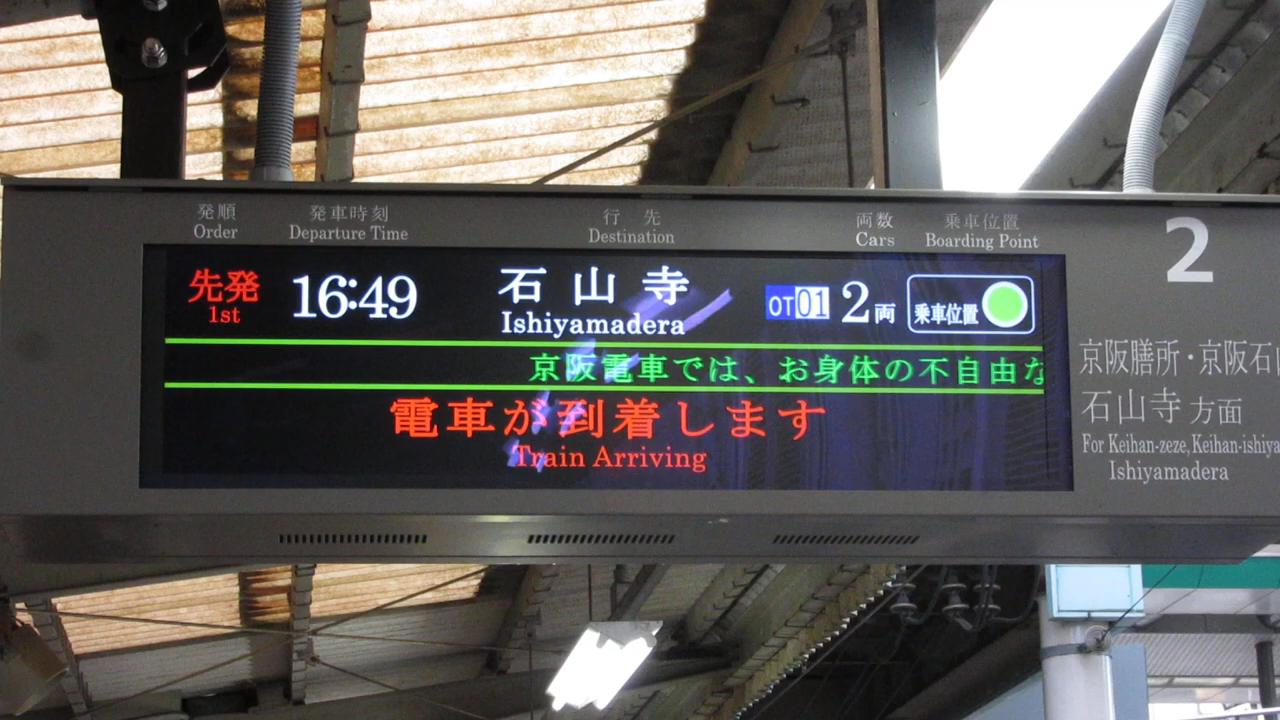 発順 発車時刻 行先 両数 乗車位置
Order Departure Time Destination Cars Boarding Point
2
先発 16:49 石山寺 OT01 2両 乗車位置
1st Ishiyamadera
京阪電車では、お身体の不自由な
電車が到着します
Train Arriving
京阪膳所・京阪石山
石山寺方面
For Keihan-zeze, Keihan-ishiya
Ishiyamadera